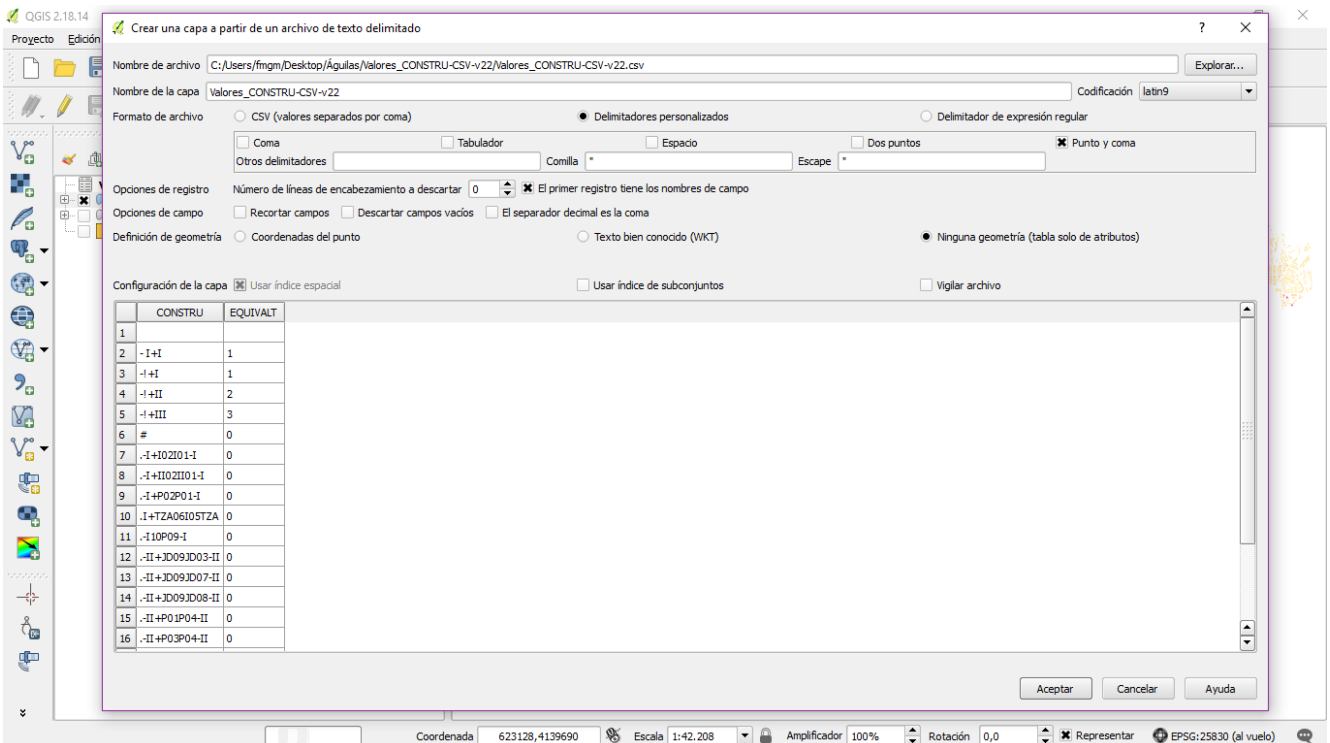 QGIS 2.18.14
Proyecto Edición
Crear una capa a partir de un archivo de texto delimitado
?
Nombre de archivo C:/Users/fmgm/Desktop/Águilas/Valores_CONSTRU-CSV-v22/Valores_CONSTRU-CSV-v22.csv Explorar...
Nombre de la capa Valores_CONSTRU-CSV-v22 Codificación latin9
Formato de archivo CSV (valores separados por coma) Delimitadores personalizados Delimitador de expresión regular
Coma Tabulador Espacio Dos puntos Punto y coma
Otros delimitadores Comilla " Escape "
Opciones de registro Número de líneas de encabezamiento a descartar 0 El primer registro tiene los nombres de campo
Opciones de campo Recortar campos Descartar campos vacíos El separador decimal es la coma
Definición de geometría Coordenadas del punto Texto bien conocido (WKT) Ninguna geometría (tabla solo de atributos)
Configuración de la capa Usar índice espacial Usar índice de subconjuntos Vigilar archivo
CONSTRU EQUIVALT
1
2 - I+I 1
3 -!+I 1
4 -!+II 2
5 -!+III 3
6 # 0
7 .-I+I02I01-I 0
8 .-I+II02II01-I 0
9 .-I+P02P01-I 0
10 .I+TZA06I05TZA 0
11 .-I10P09-I 0
12 .-II+JD09JD03-II 0
13 .-II+JD09JD07-II 0
14 .-II+JD09JD08-II 0
15 .-II+P01P04-II 0
16 .-II+P03P04-II 0
Aceptar Cancelar Ayuda
Coordenada 623128,4139690 Escala 1:42.208 Amplificador 100% Rotación 0,0 Representar EPSG:25830 (al vuelo)